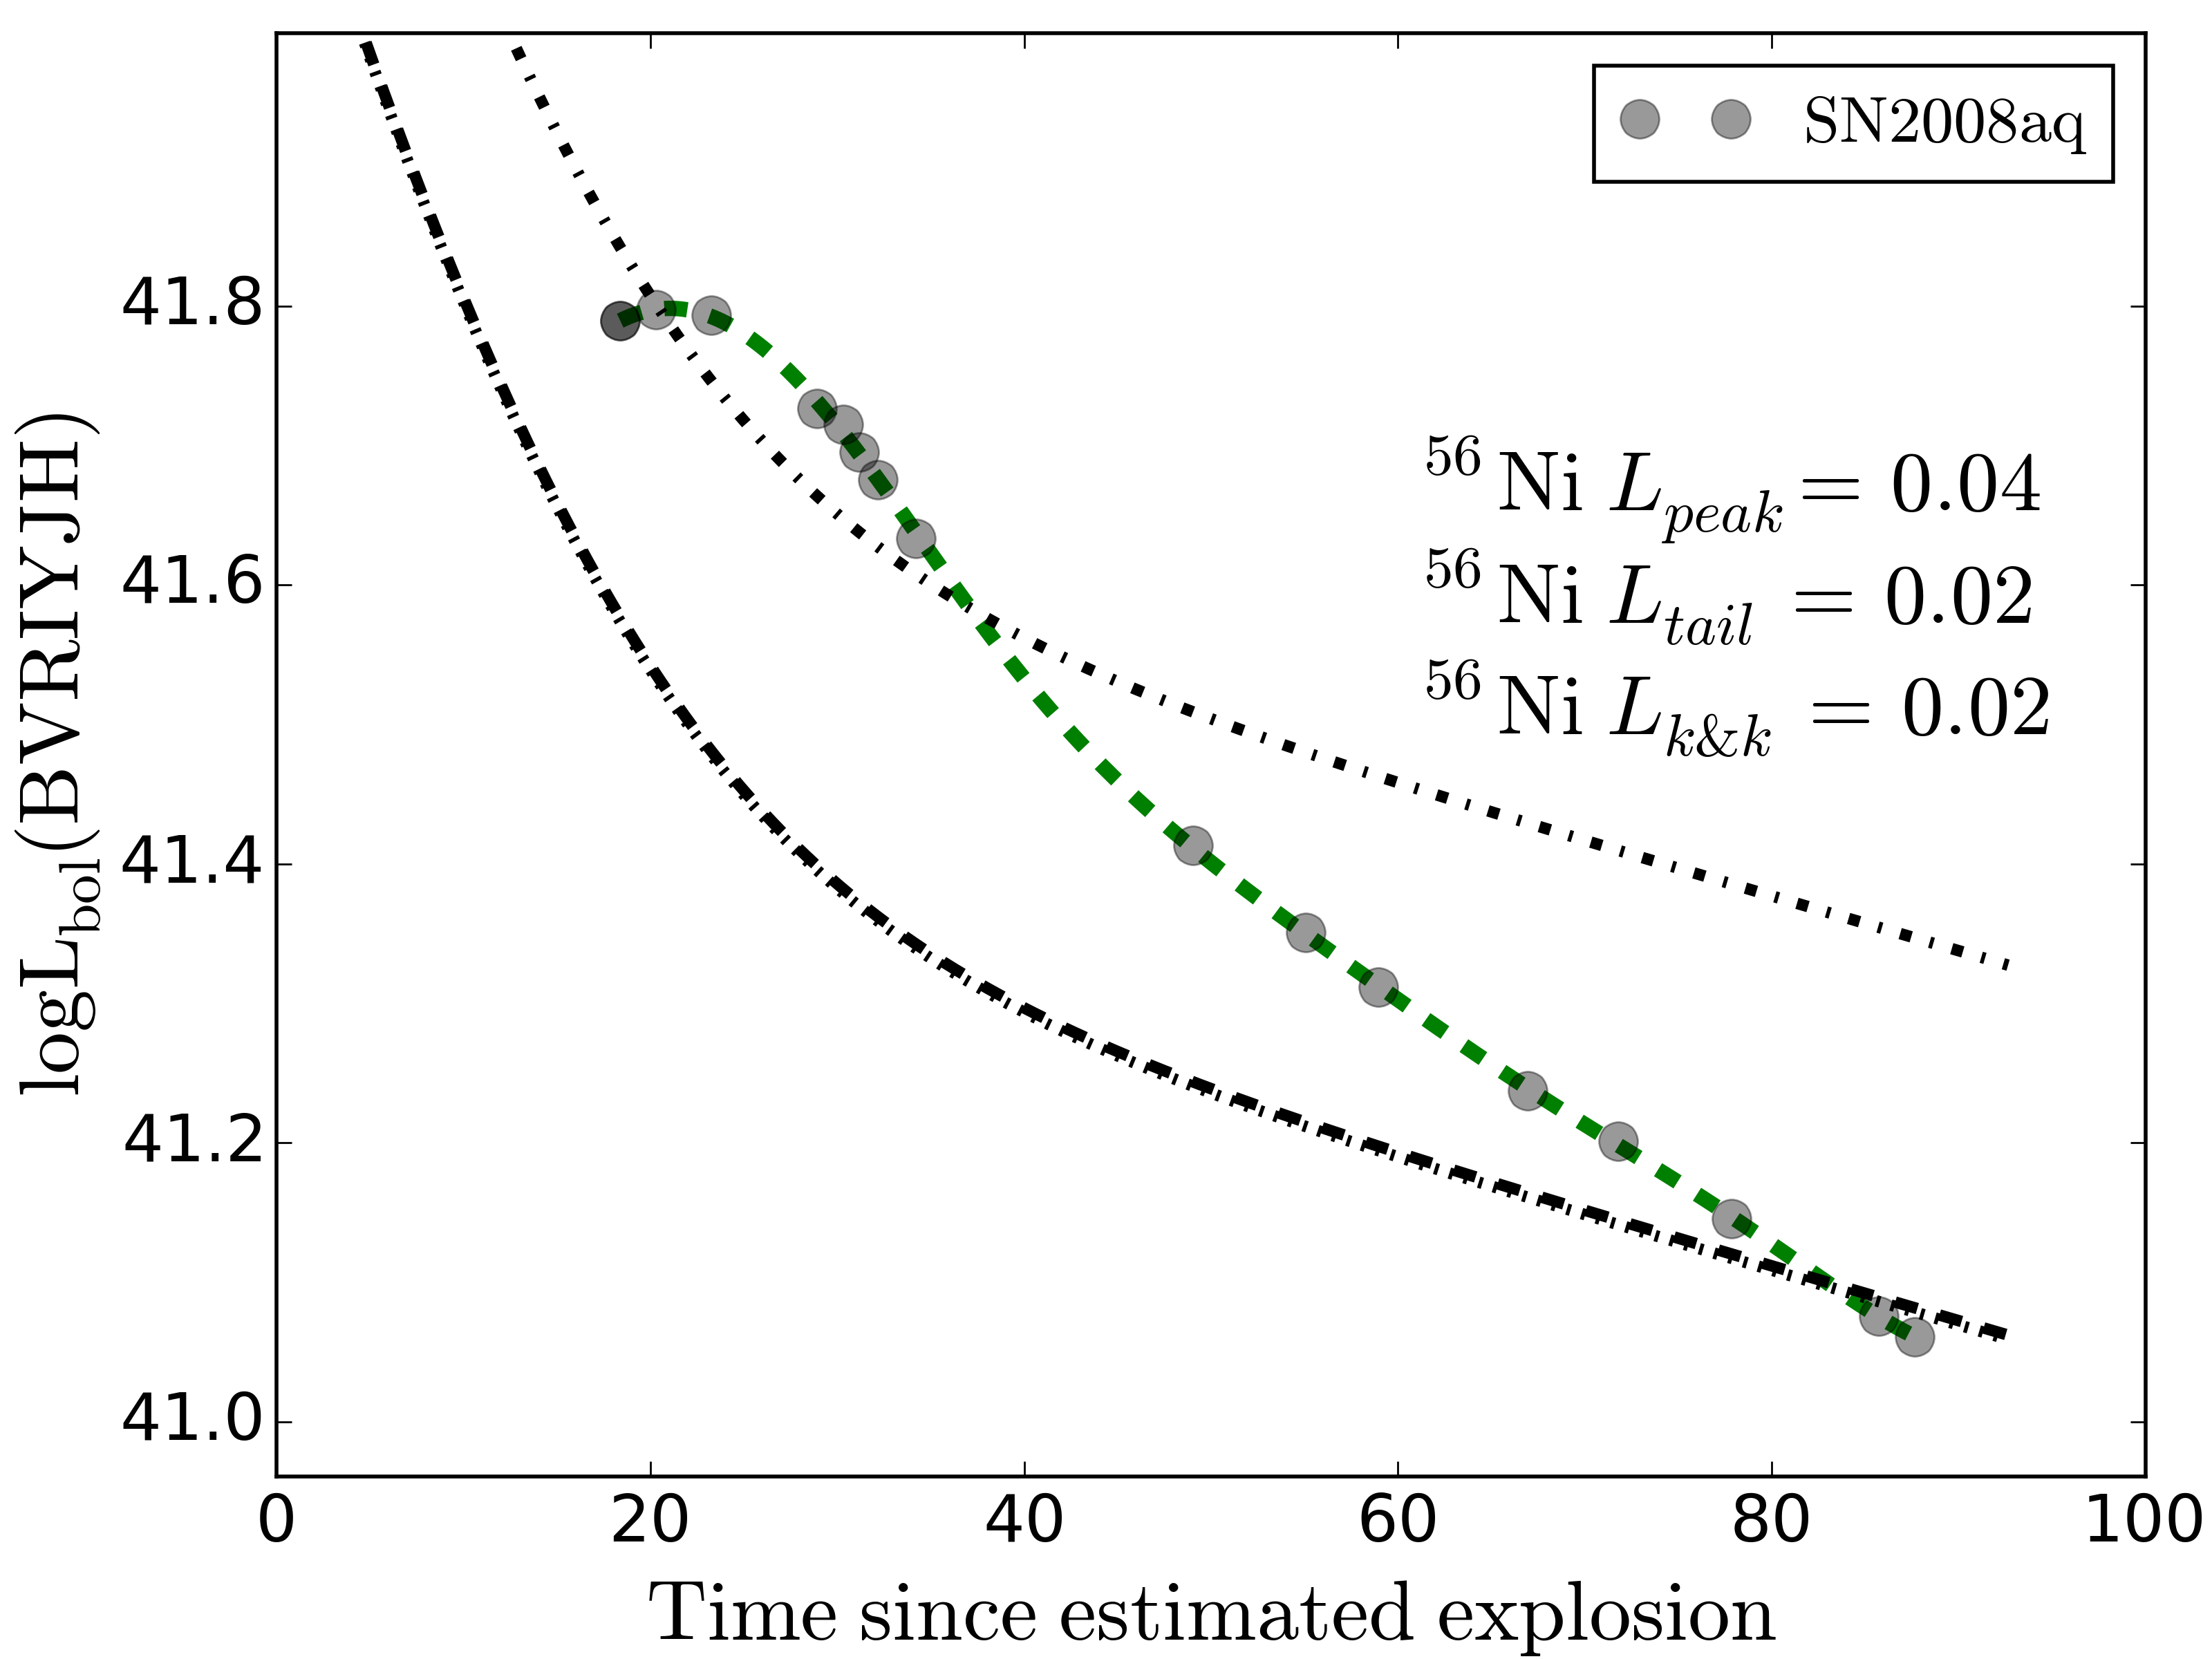 SN2008aq
⁵⁶Ni L_peak = 0.04
⁵⁶Ni L_tail = 0.02
⁵⁶Ni L_k&k = 0.02
logL_bol(BVRIYJH)
41.8
41.6
41.4
41.2
41.0
0 20 40 60 80 100
Time since estimated explosion